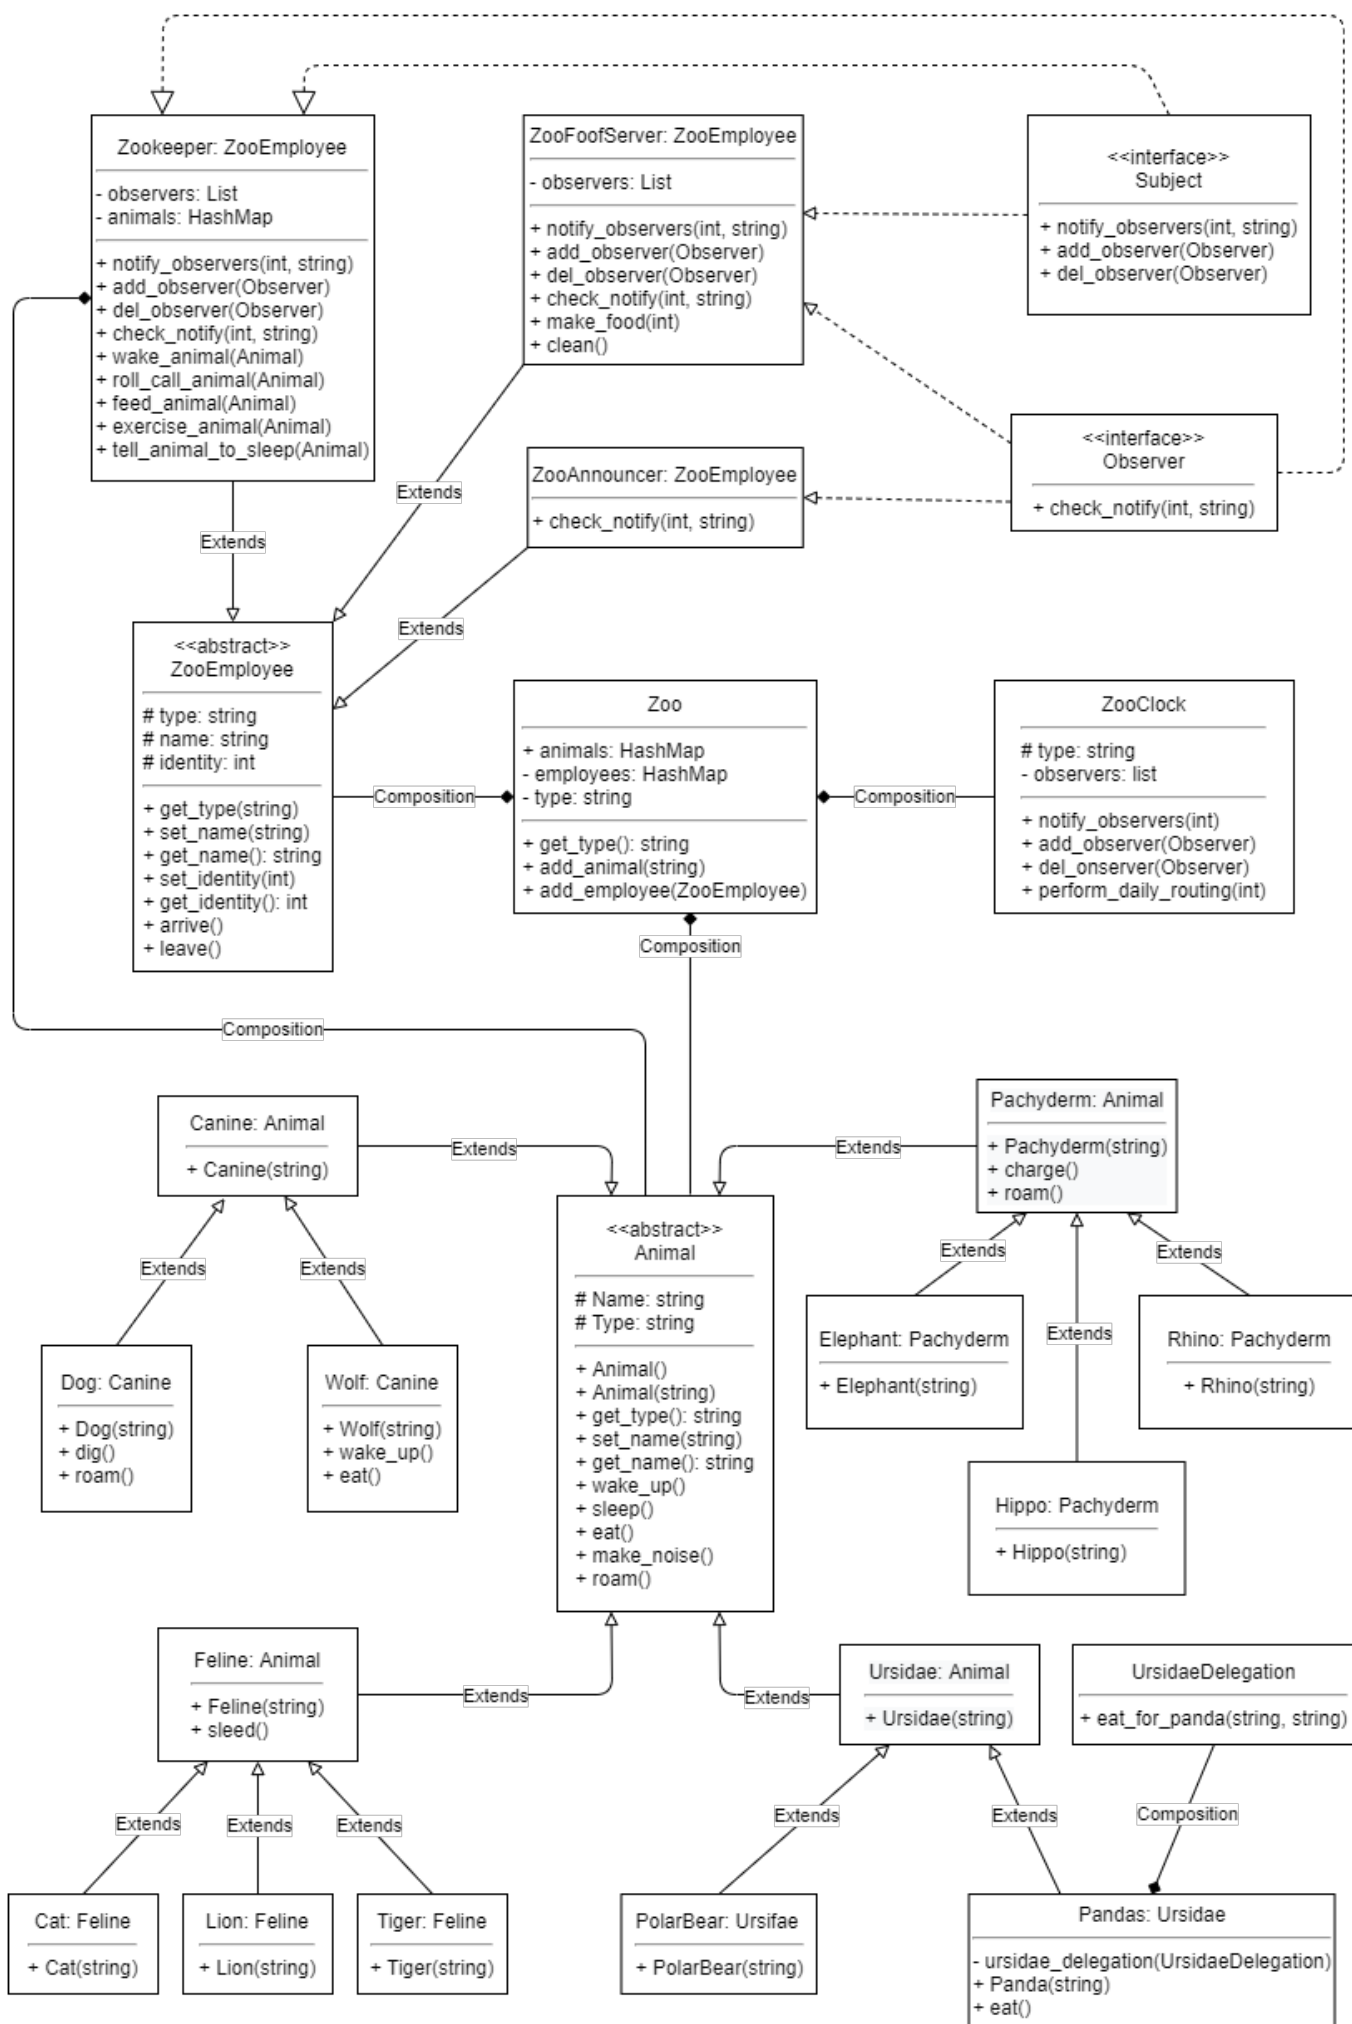 Zookeeper: ZooEmployee
- observers: List
- animals: HashMap
+ notify_observers(int, string)
+ add_observer(Observer)
+ del_observer(Observer)
+ check_notify(int, string)
+ wake_animal(Animal)
+ roll_call_animal(Animal)
+ feed_animal(Animal)
+ exercise_animal(Animal)
+ tell_animal_to_sleep(Animal)
ZooFoofServer: ZooEmployee
- observers: List
+ notify_observers(int, string)
+ add_observer(Observer)
+ del_observer(Observer)
+ check_notify(int, string)
+ make_food(int)
+ clean()
<<interface>>
Subject
+ notify_observers(int, string)
+ add_observer(Observer)
+ del_observer(Observer)
<<interface>>
Observer
+ check_notify(int, string)
ZooAnnouncer: ZooEmployee
+ check_notify(int, string)
Extends
Extends
Extends
<<abstract>>
ZooEmployee
# type: string
# name: string
# identity: int
+ get_type(string)
+ set_name(string)
+ get_name(): string
+ set_identity(int)
+ get_identity(): int
+ arrive()
+ leave()
Composition
Zoo
+ animals: HashMap
- employees: HashMap
- type: string
+ get_type(): string
+ add_animal(string)
+ add_employee(ZooEmployee)
Composition
ZooClock
# type: string
- observers: list
+ notify_observers(int)
+ add_observer(Observer)
+ del_onserver(Observer)
+ perform_daily_routing(int)
Composition
Composition
Canine: Animal
+ Canine(string)
Extends
Extends
Extends
Dog: Canine
+ Dog(string)
+ dig()
+ roam()
Wolf: Canine
+ Wolf(string)
+ wake_up()
+ eat()
<<abstract>>
Animal
# Name: string
# Type: string
+ Animal()
+ Animal(string)
+ get_type(): string
+ set_name(string)
+ get_name(): string
+ wake_up()
+ sleep()
+ eat()
+ make_noise()
+ roam()
Extends
Pachyderm: Animal
+ Pachyderm(string)
+ charge()
+ roam()
Extends
Extends
Extends
Elephant: Pachyderm
+ Elephant(string)
Rhino: Pachyderm
+ Rhino(string)
Hippo: Pachyderm
+ Hippo(string)
Feline: Animal
+ Feline(string)
+ sleed()
Extends
Extends
Extends
Extends
Cat: Feline
+ Cat(string)
Lion: Feline
+ Lion(string)
Tiger: Feline
+ Tiger(string)
Extends
Ursidae: Animal
+ Ursidae(string)
UrsidaeDelegation
+ eat_for_panda(string, string)
Extends
Extends
Composition
PolarBear: Ursifae
+ PolarBear(string)
Pandas: Ursidae
- ursidae_delegation(UrsidaeDelegation)
+ Panda(string)
+ eat()